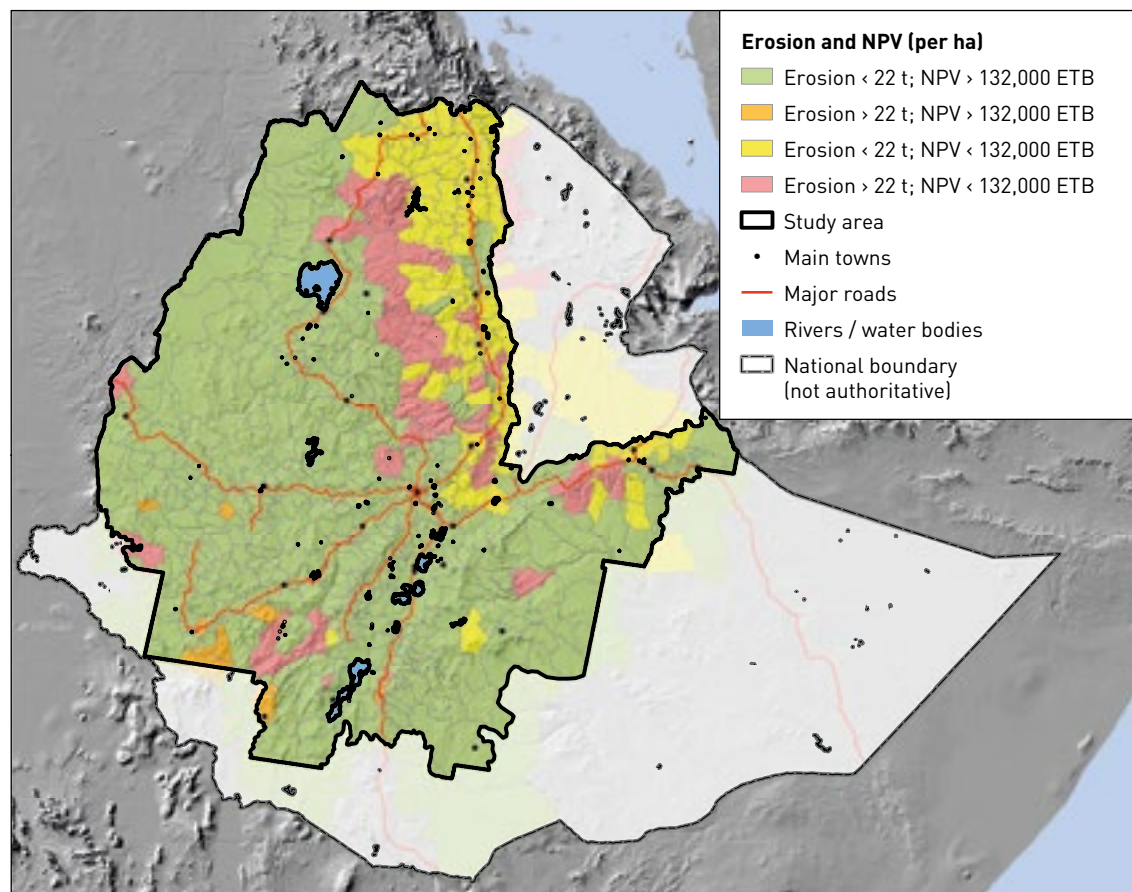 Erosion and NPV (per ha)
Erosion ‹ 22 t; NPV › 132,000 ETB
Erosion › 22 t; NPV › 132,000 ETB
Erosion ‹ 22 t; NPV ‹ 132,000 ETB
Erosion › 22 t; NPV ‹ 132,000 ETB
Study area
Main towns
Major roads
Rivers / water bodies
National boundary
(not authoritative)